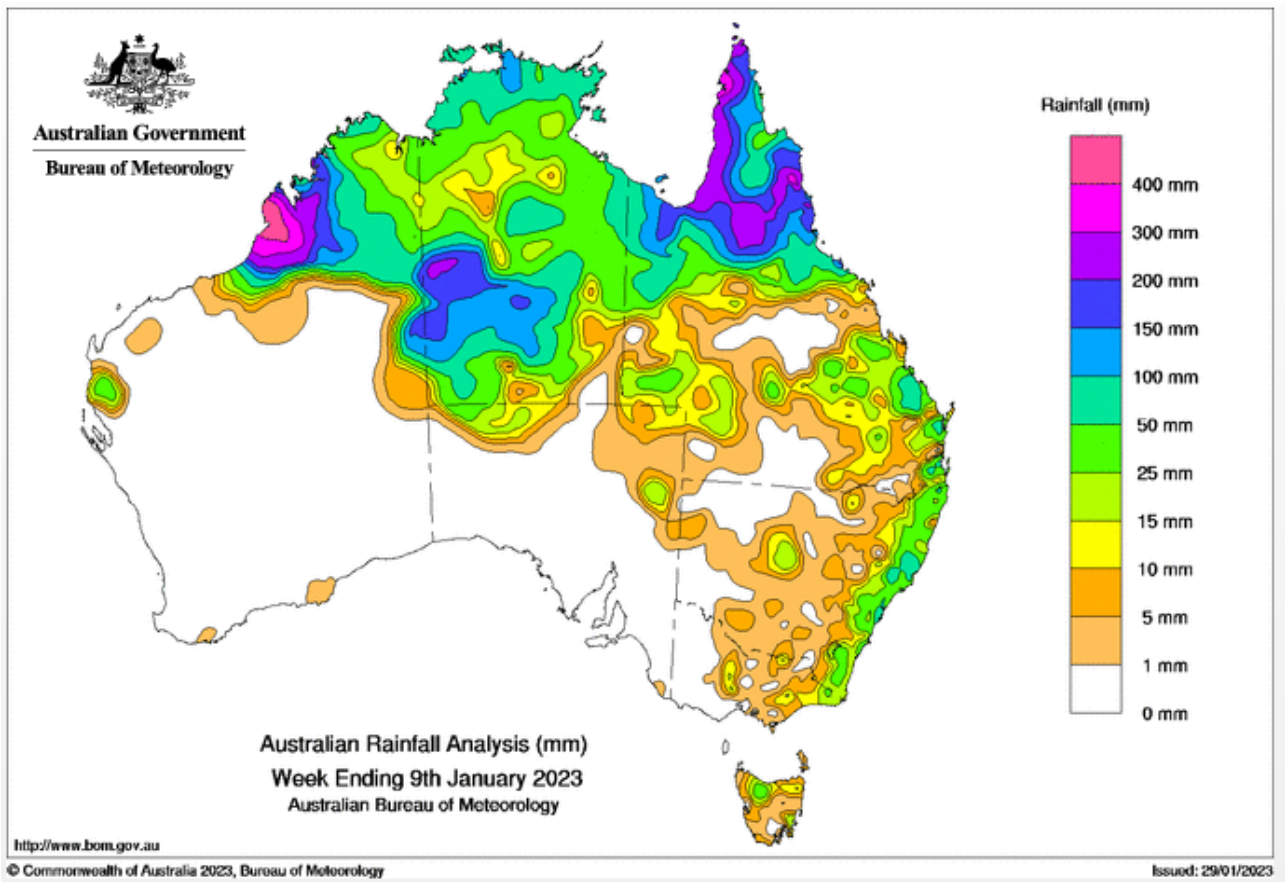 Australian Government
Bureau of Meteorology
Rainfall (mm)
400 mm
300 mm
200 mm
150 mm
100 mm
50 mm
25 mm
15 mm
10 mm
5 mm
1 mm
0 mm
Australian Rainfall Analysis (mm)
Week Ending 9th January 2023
Australian Bureau of Meteorology
http://www.bom.gov.au
© Commonwealth of Australia 2023, Bureau of Meteorology
Issued: 29/01/2023